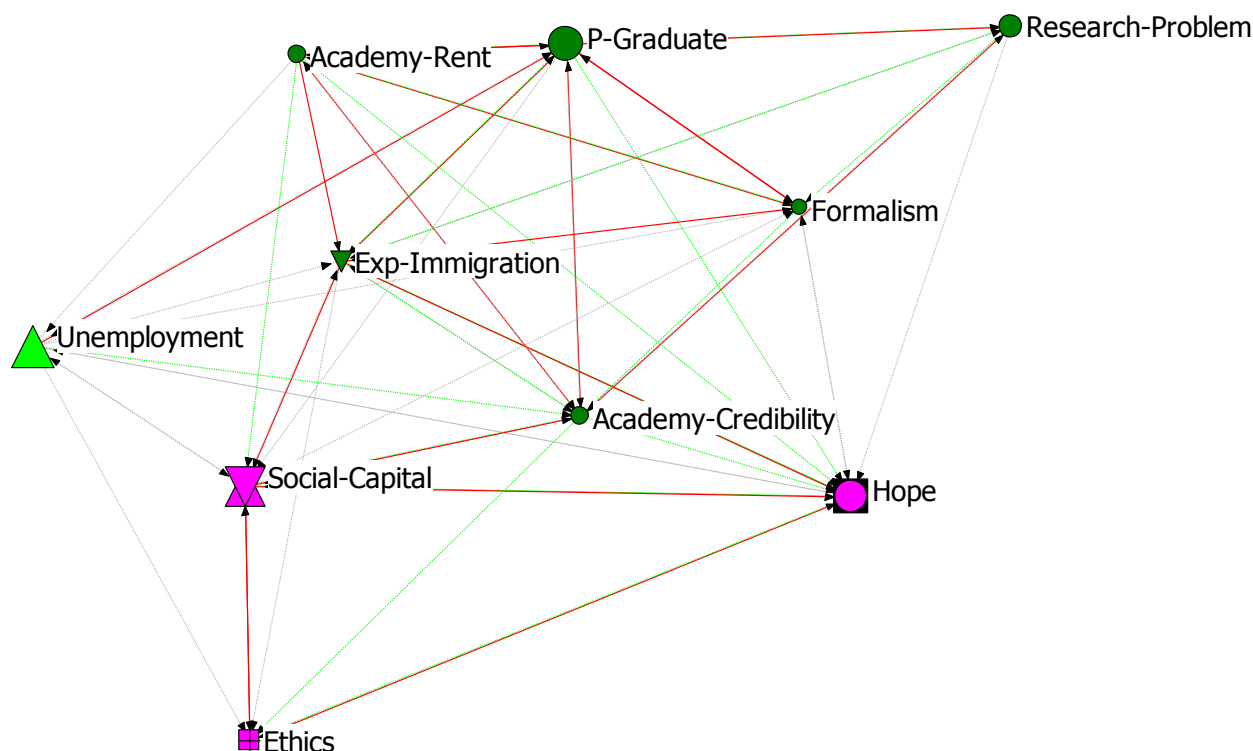 Research-Problem
P-Graduate
Academy-Rent
Formalism
Exp-Immigration
Unemployment
Academy-Credibility
Social-Capital
Hope
Ethics